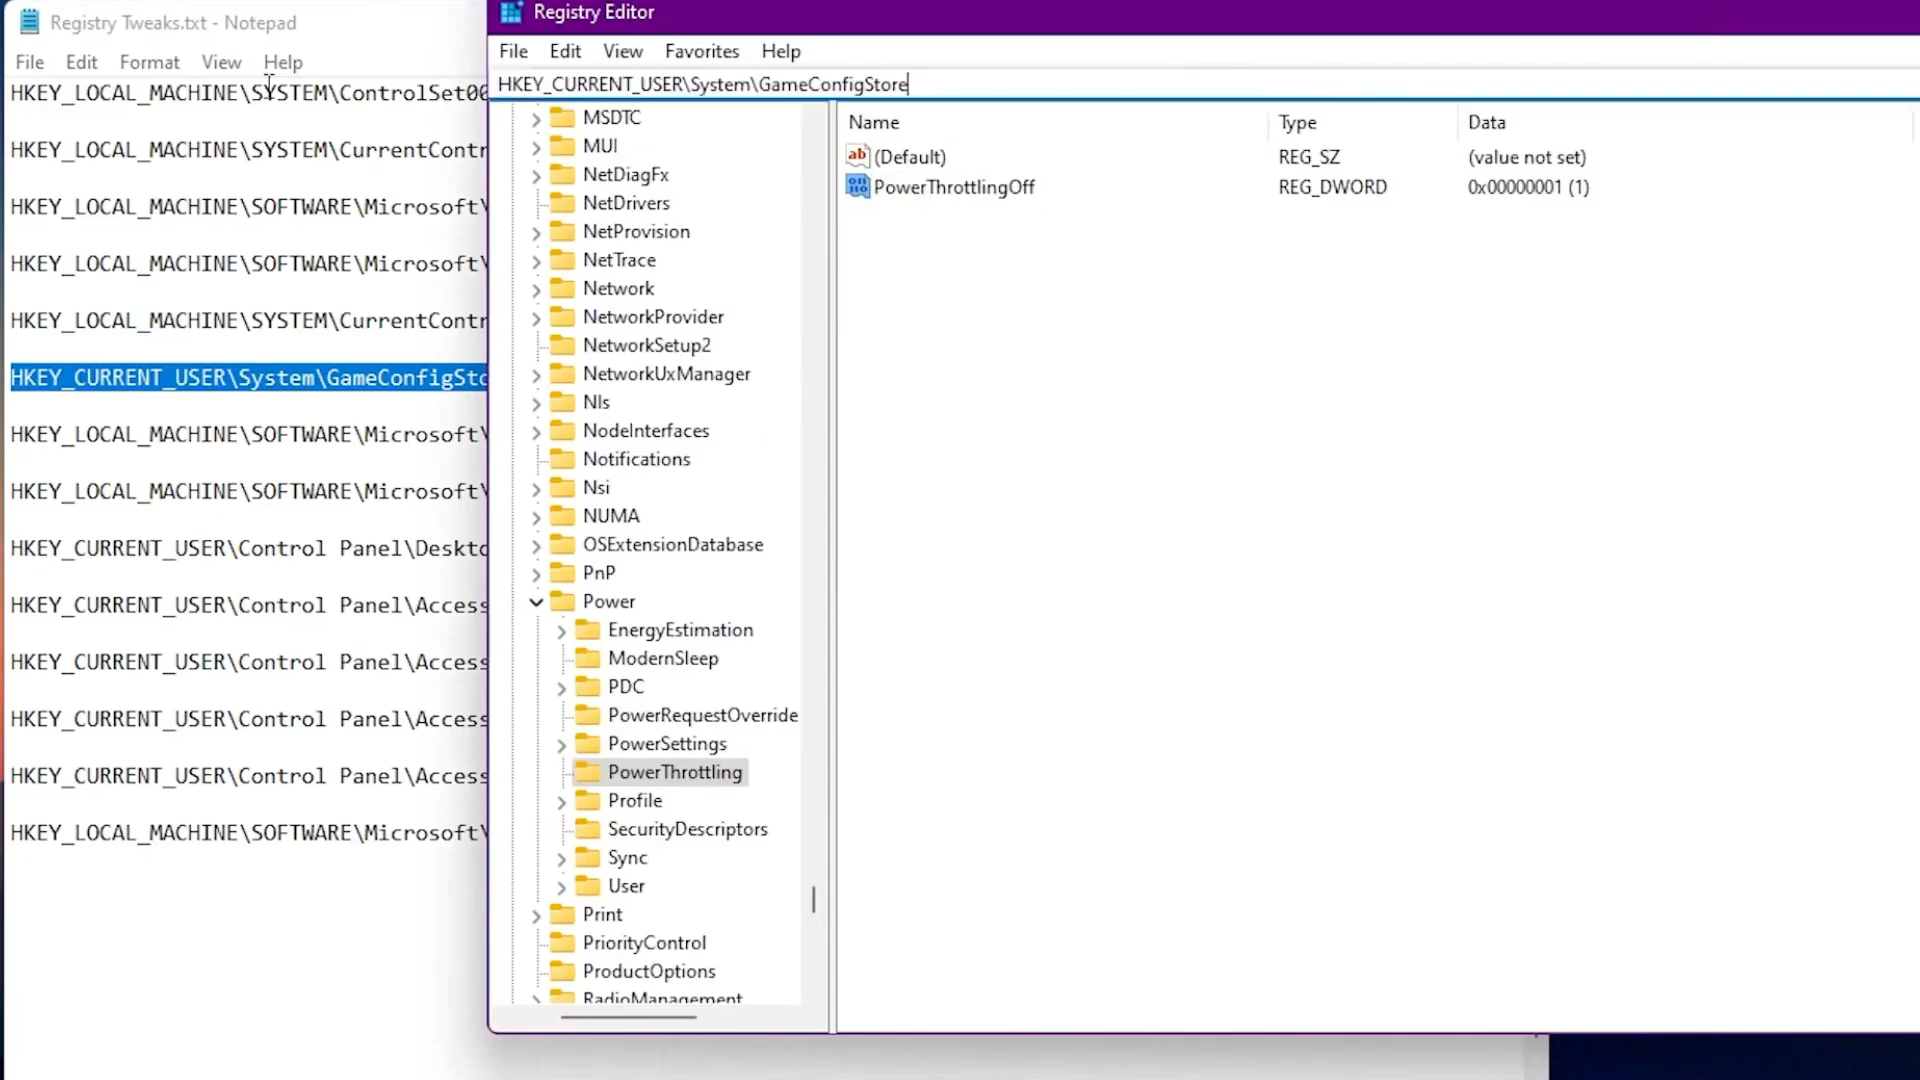 Registry Tweaks.txt - Notepad
File Edit Format View Help
HKEY_LOCAL_MACHINE\SYSTEM\ControlSet00
HKEY_LOCAL_MACHINE\SYSTEM\CurrentContr
HKEY_LOCAL_MACHINE\SOFTWARE\Microsoft\
HKEY_LOCAL_MACHINE\SOFTWARE\Microsoft\
HKEY_LOCAL_MACHINE\SYSTEM\CurrentContr
HKEY_CURRENT_USER\System\GameConfigSto
HKEY_LOCAL_MACHINE\SOFTWARE\Microsoft\
HKEY_LOCAL_MACHINE\SOFTWARE\Microsoft\
HKEY_CURRENT_USER\Control Panel\Deskto
HKEY_CURRENT_USER\Control Panel\Access
HKEY_CURRENT_USER\Control Panel\Access
HKEY_CURRENT_USER\Control Panel\Access
HKEY_CURRENT_USER\Control Panel\Access
HKEY_LOCAL_MACHINE\SOFTWARE\Microsoft\
Registry Editor
File Edit View Favorites Help
HKEY_CURRENT_USER\System\GameConfigStore
MSDTC
MUI
NetDiagFx
NetDrivers
NetProvision
NetTrace
Network
NetworkProvider
NetworkSetup2
NetworkUxManager
Nls
NodeInterfaces
Notifications
Nsi
NUMA
OSExtensionDatabase
PnP
Power
EnergyEstimation
ModernSleep
PDC
PowerRequestOverride
PowerSettings
PowerThrottling
Profile
SecurityDescriptors
Sync
User
Print
PriorityControl
ProductOptions
RadioManagement
Name Type Data
(Default) REG_SZ (value not set)
PowerThrottlingOff REG_DWORD 0x00000001 (1)